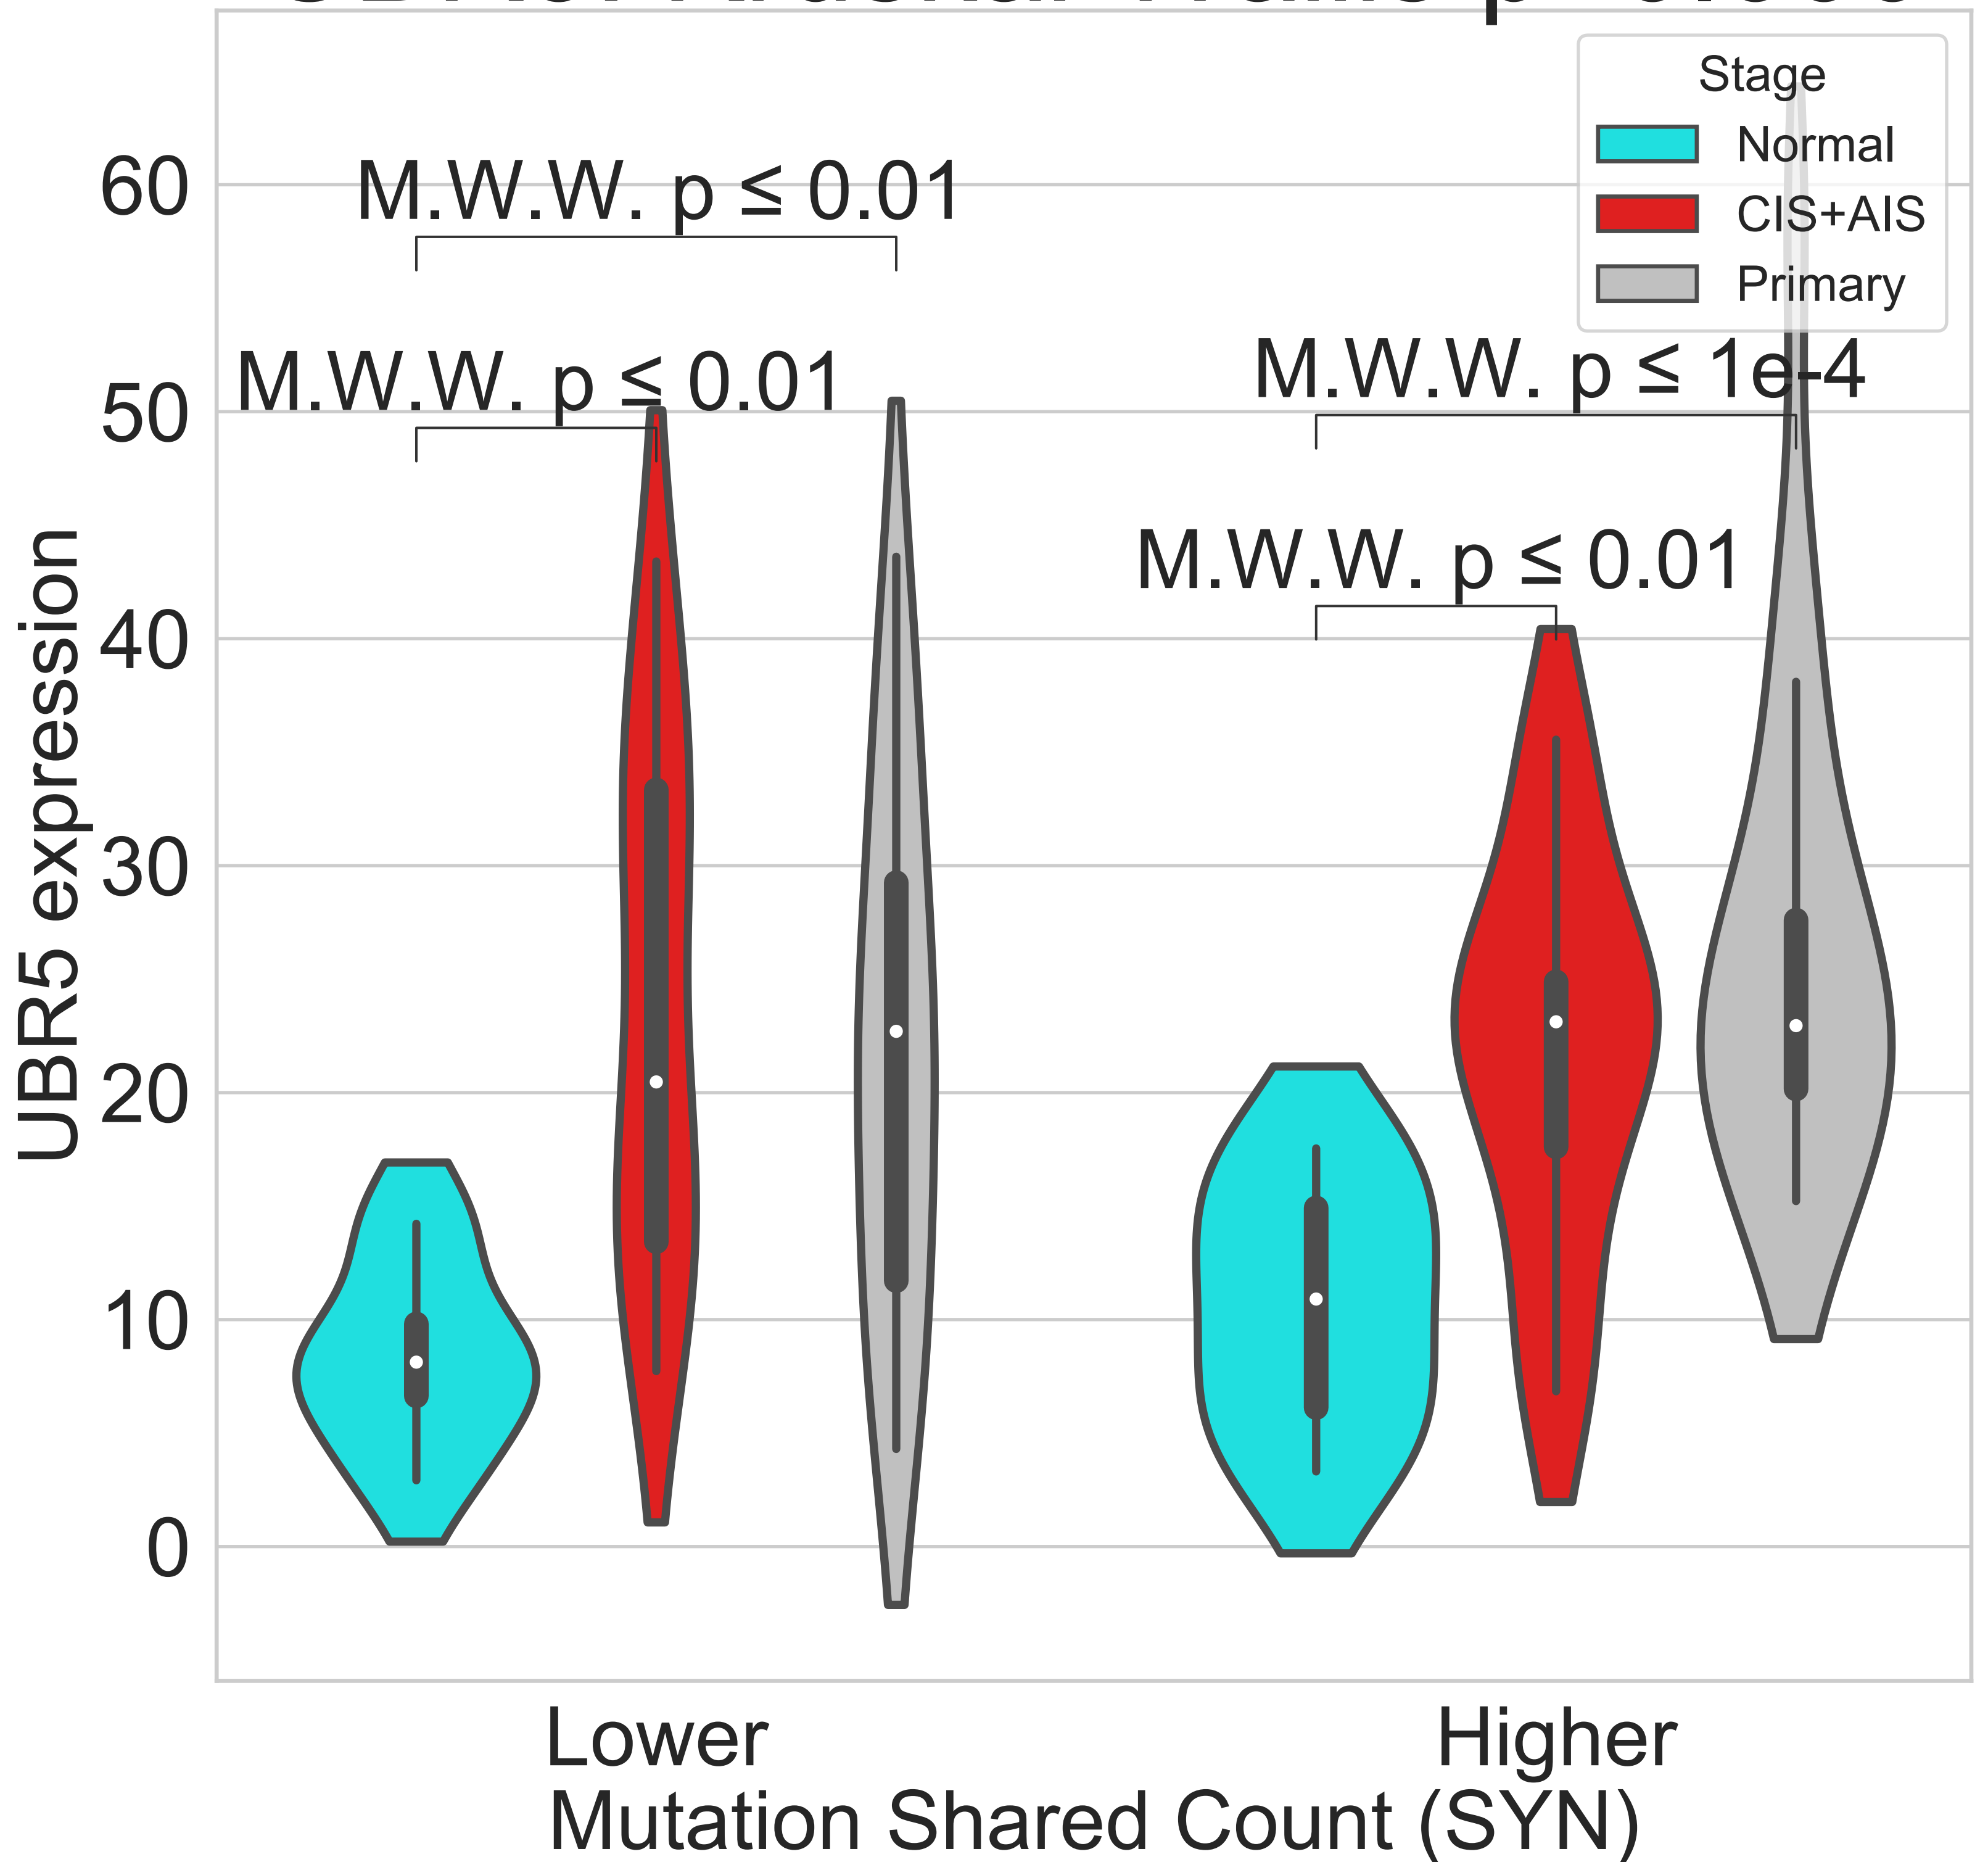 Stage
Normal
CIS+AIS
Primary
M.W.W. p ≤ 0.01
M.W.W. p ≤ 0.01
M.W.W. p ≤ 1e-4
M.W.W. p ≤ 0.01
60
50
40
30
20
10
0
UBR5 expression
Lower
Higher
Mutation Shared Count (SYN)